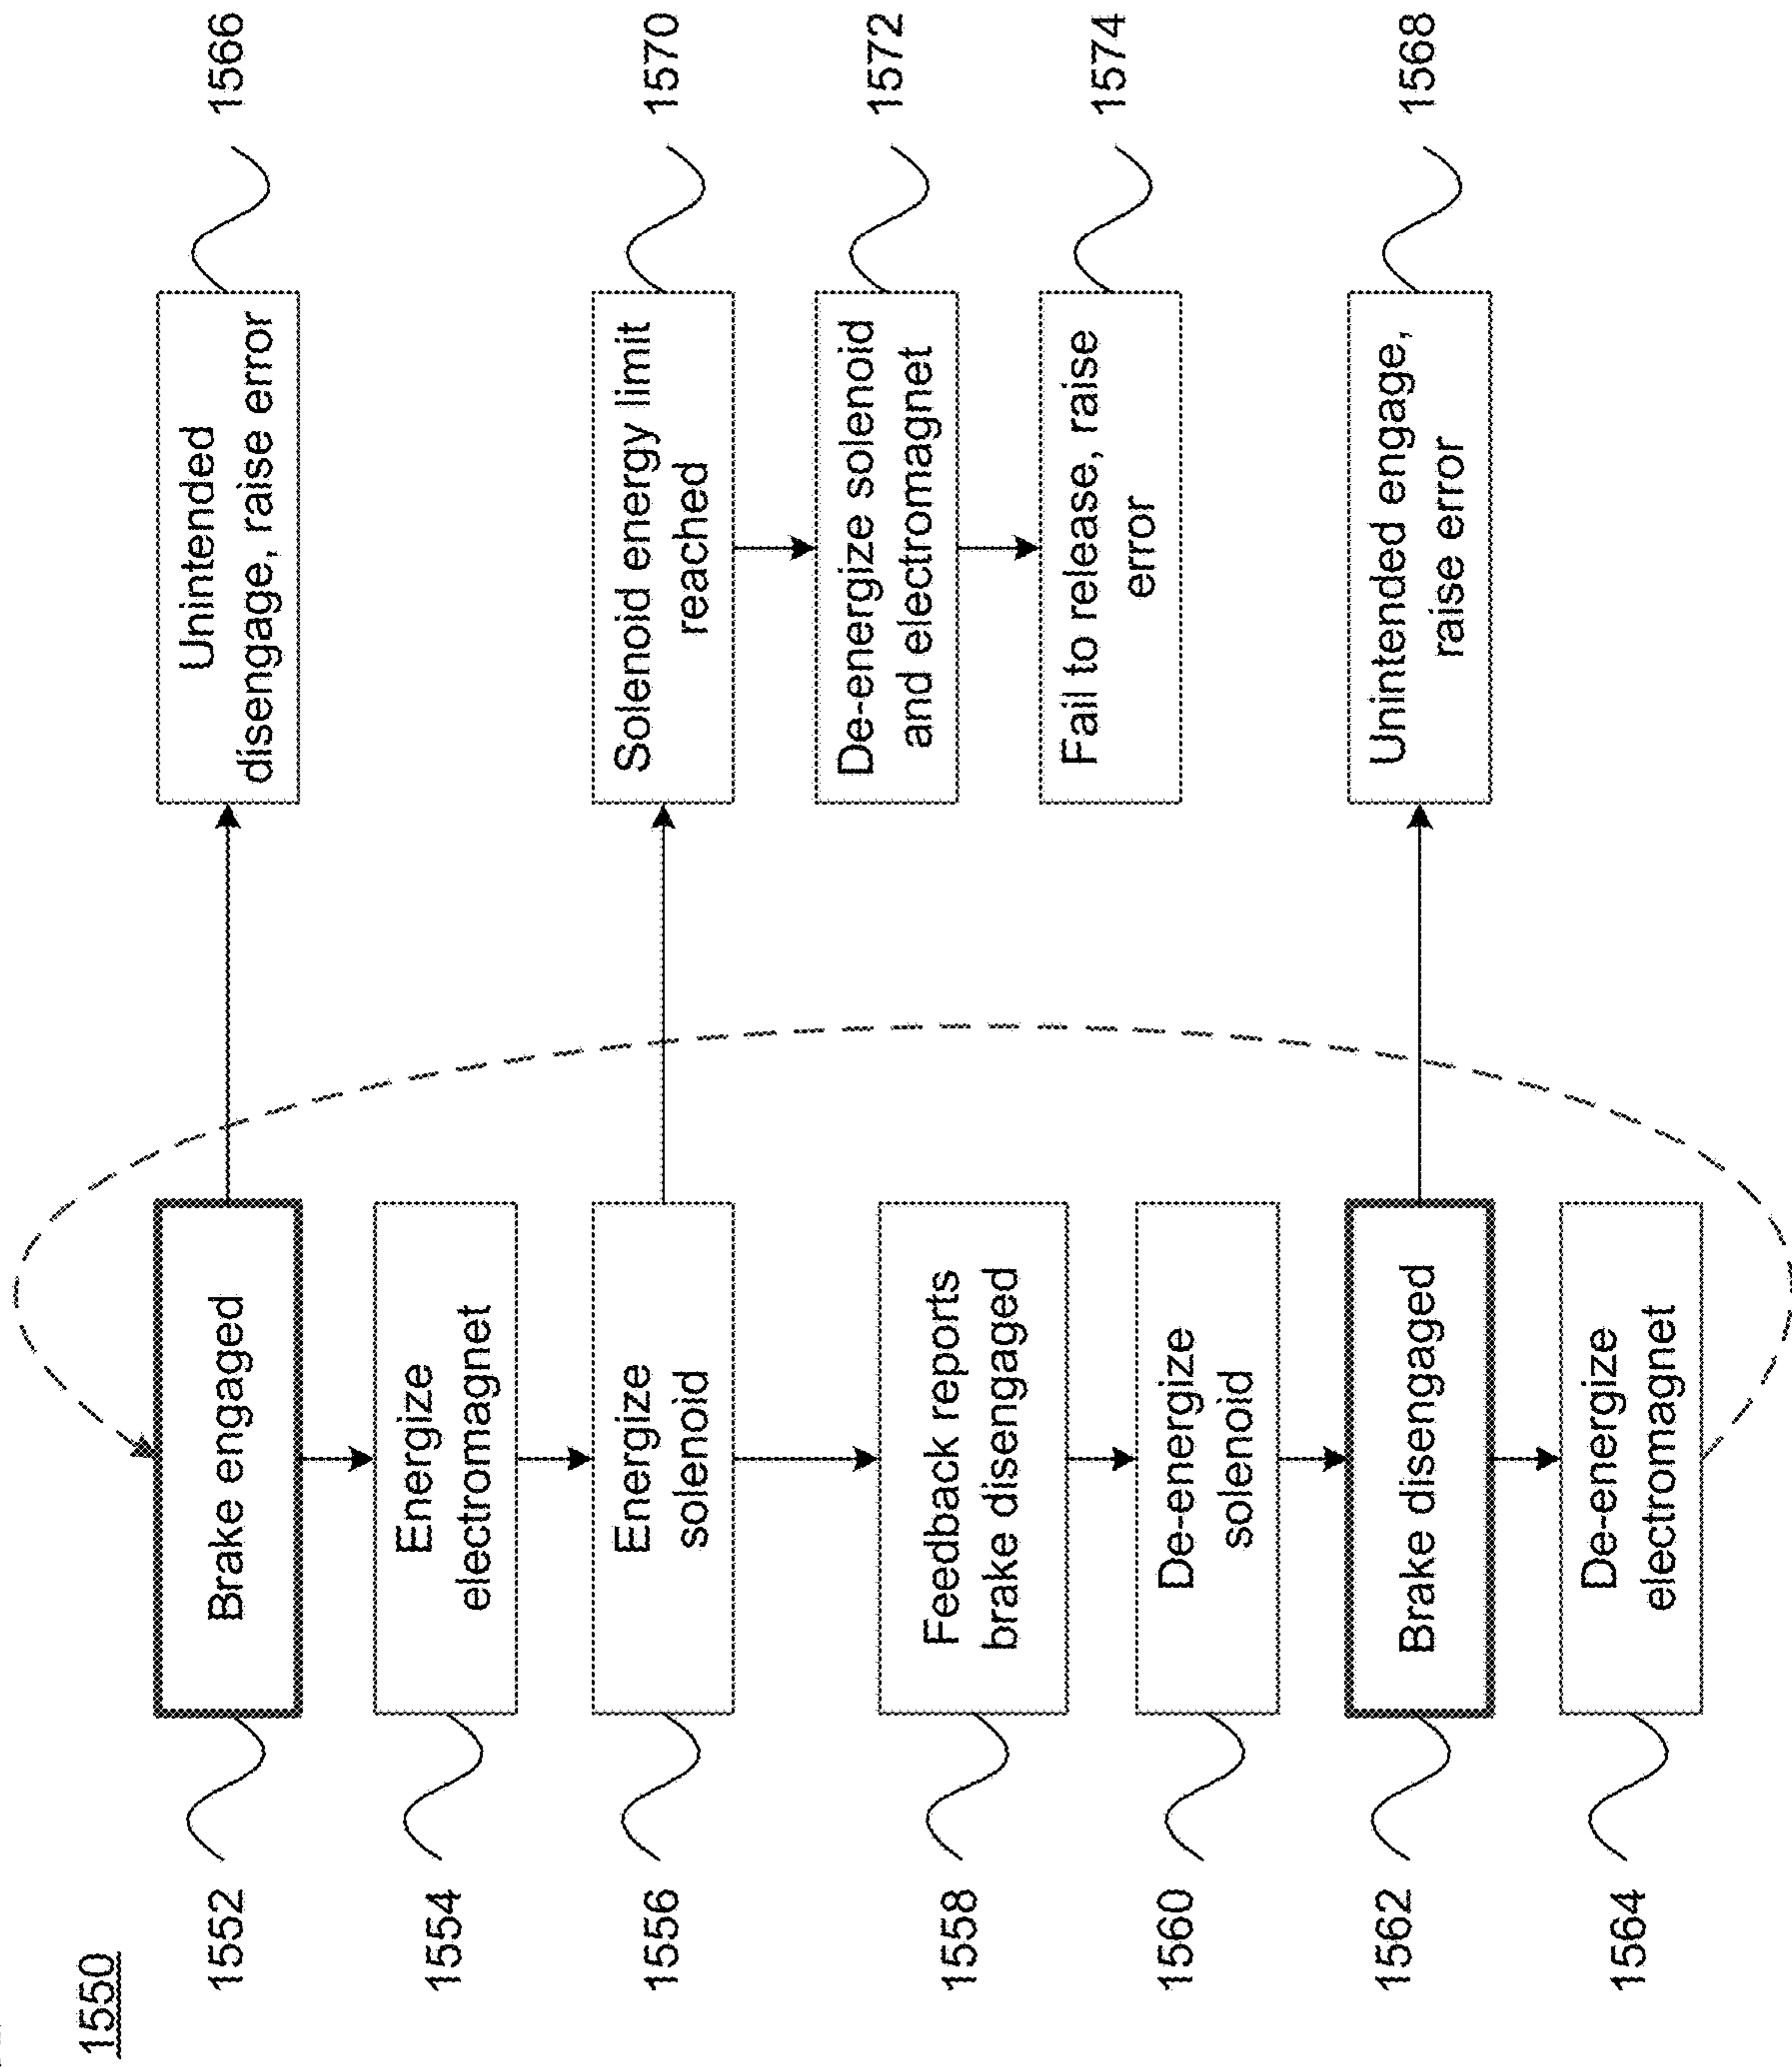 1550
1552
Brake engaged
1554
Energize
electromagnet
1556
Energize
solenoid
1558
Feedback reports
brake disengaged
1560
De-energize
solenoid
1562
Brake disengaged
1564
De-energize
electromagnet
Unintended
disengage, raise error
1566
Solenoid energy limit
reached
1570
De-energize solenoid
and electromagnet
1572
Fail to release, raise
error
1574
Unintended engage,
raise error
1568